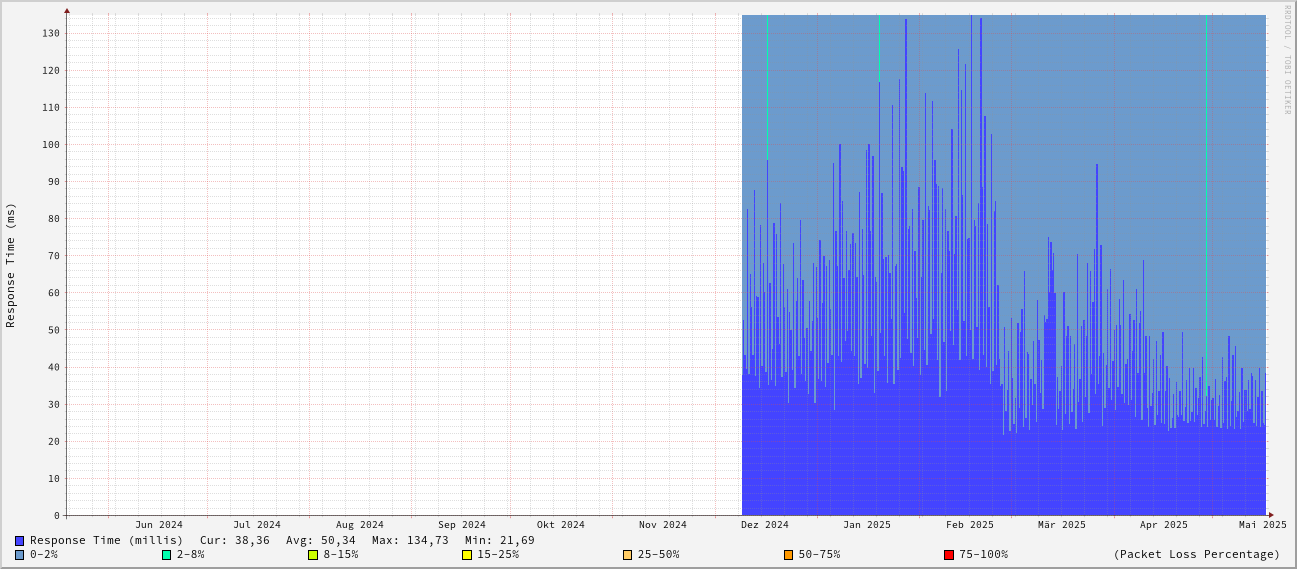 RRDTOOL / TOBI OETIKER
Response Time (ms)
130
120
110
100
90
80
70
60
50
40
30
20
10
0
Jun 2024 Jul 2024 Aug 2024 Sep 2024 Okt 2024 Nov 2024 Dez 2024 Jan 2025 Feb 2025 Mär 2025 Apr 2025 Mai 2025
Response Time (millis) Cur: 38,36 Avg: 50,34 Max: 134,73 Min: 21,69
0-2% 2-8% 8-15% 15-25% 25-50% 50-75% 75-100% (Packet Loss Percentage)